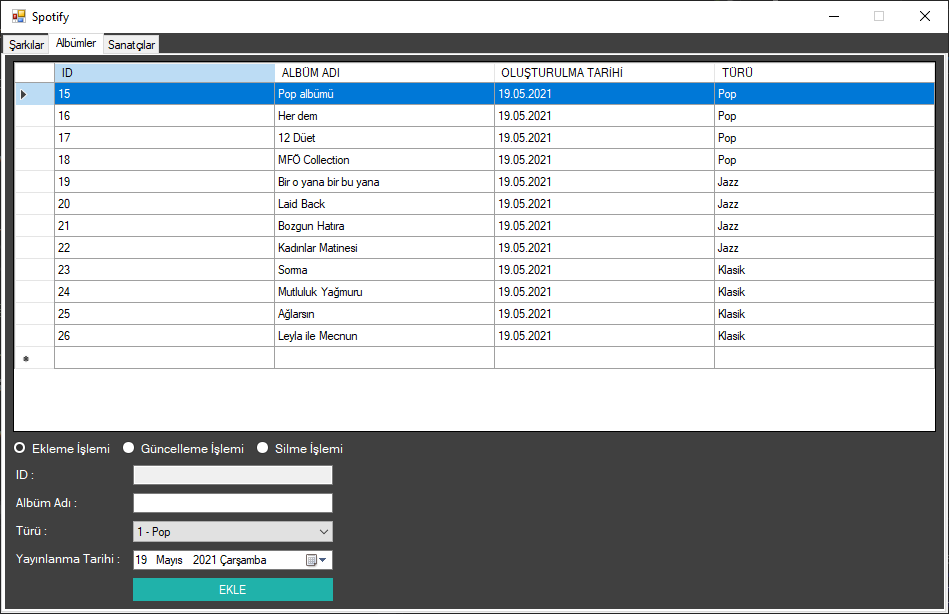 Spotify
Şarkılar Albümler Sanatçılar
ID ALBÜM ADI OLUŞTURULMA TARİHİ TÜRÜ
15 Pop albümü 19.05.2021 Pop
16 Her dem 19.05.2021 Pop
17 12 Düet 19.05.2021 Pop
18 MFÖ Collection 19.05.2021 Pop
19 Bir o yana bir bu yana 19.05.2021 Jazz
20 Laid Back 19.05.2021 Jazz
21 Bozgun Hatıra 19.05.2021 Jazz
22 Kadınlar Matinesi 19.05.2021 Jazz
23 Sorma 19.05.2021 Klasik
24 Mutluluk Yağmuru 19.05.2021 Klasik
25 Ağlarsın 19.05.2021 Klasik
26 Leyla ile Mecnun 19.05.2021 Klasik
Ekleme İşlemi Güncelleme İşlemi Silme İşlemi
ID :
Albüm Adı :
Türü : 1 - Pop
Yayınlanma Tarihi : 19 Mayıs 2021 Çarşamba
EKLE